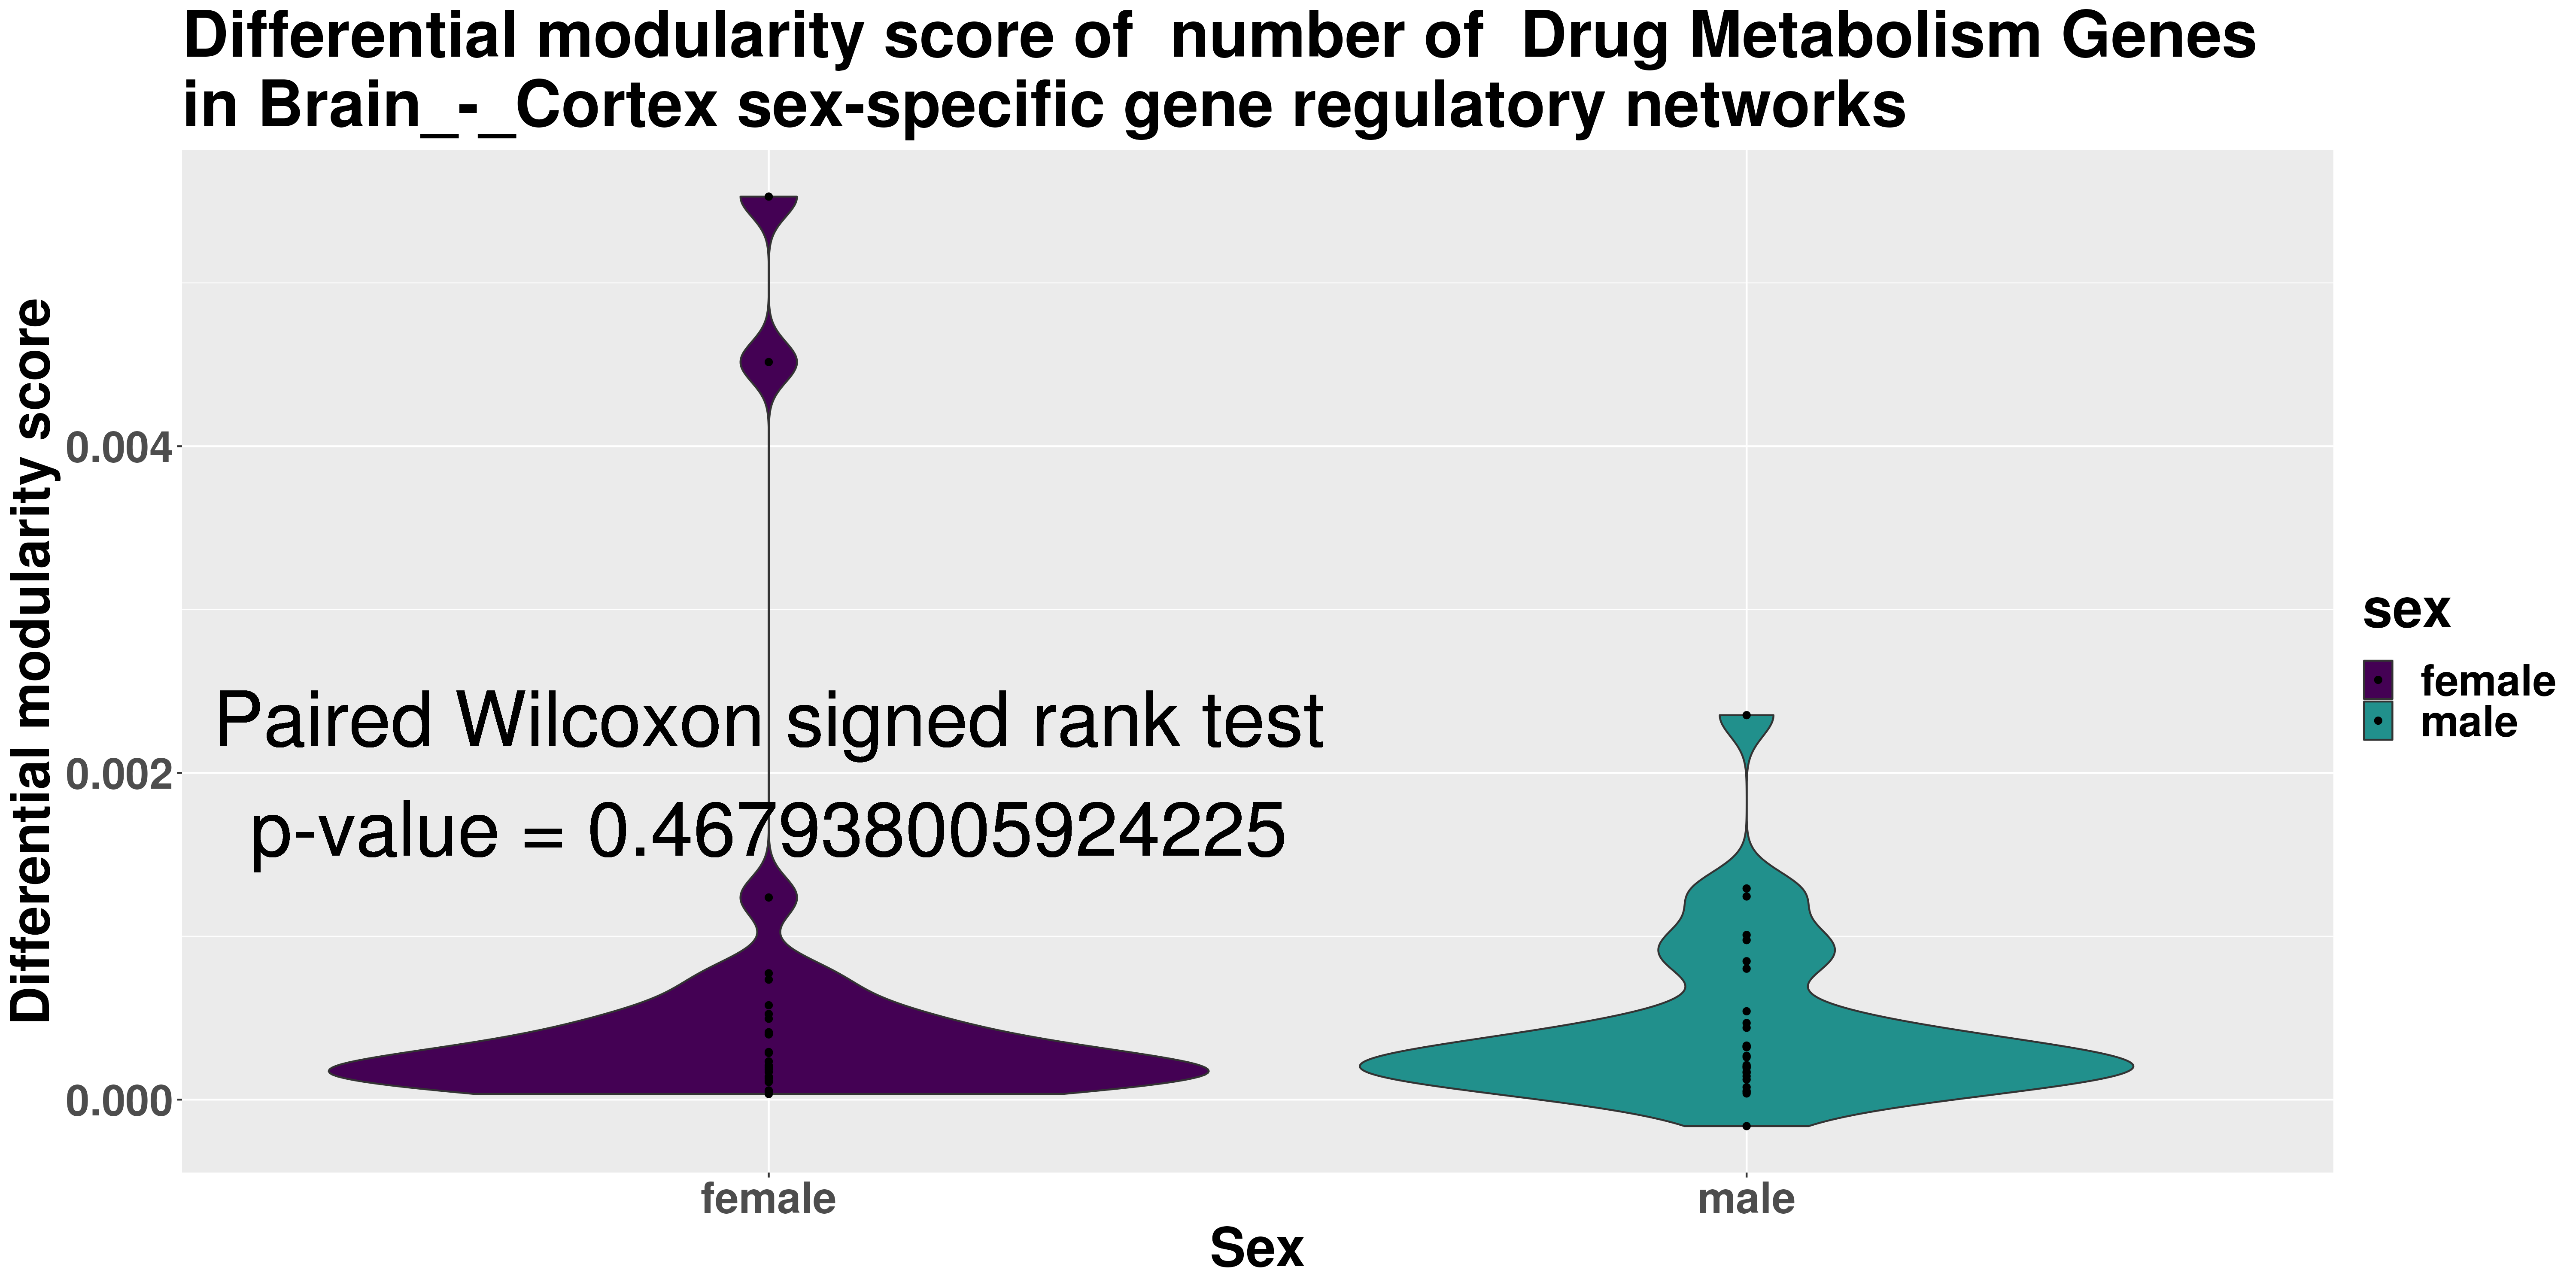 Differential modularity score of  number of  Drug Metabolism Genes
in Brain_-_Cortex sex-specific gene regulatory networks
Differential modularity score
0.004
0.002
0.000
Paired Wilcoxon signed rank test
p-value = 0.467938005924225
female
male
Sex
sex
female
male